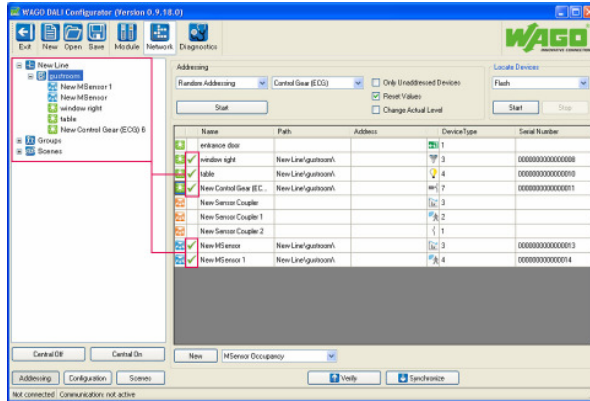 WAGO DALI Configurator (Version 0.9.18.0)
Exit New Open Save Module Network Diagnostics
WAGO
INNOVATIVE CONNECTIONS
New Line
gustroom
New MSensor 1
New MSensor
window right
table
New Control Gear (ECG) 6
Groups
Scenes
Addressing
Random Addressing Control Gear (ECG)
Only Unaddressed Devices
Reset Values
Change Actual Level
Start
Locate Devices
Flash
Start Stop
Name Path Address DeviceType Serial Number
entrance door 1
window right New Line\gustroom\ 3 0000000000000008
table New Line\gustroom\ 4 0000000000000010
New Control Gear (EC... New Line\gustroom\ 7 0000000000000011
New Sensor Coupler 3
New Sensor Coupler 1 2
New Sensor Coupler 2 1
New MSensor New Line\gustroom\ 3 0000000000000013
New MSensor 1 New Line\gustroom\ 4 0000000000000014
Central Off Central On
New MSensor Occupancy
Addressing Configuration Scenes
Verify Synchronize
Not connected Communication: not active